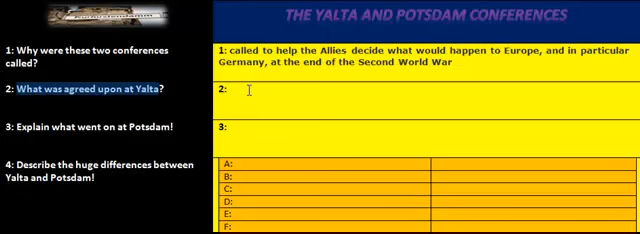 THE YALTA AND POTSDAM CONFERENCES
1: Why were these two conferences
called?
1: called to help the Allies decide what would happen to Europe, and in particular
Germany, at the end of the Second World War
2: What was agreed upon at Yalta?
2:
3: Explain what went on at Potsdam!
3:
4: Describe the huge differences between
Yalta and Potsdam!
A:
B:
C:
D:
E:
F: